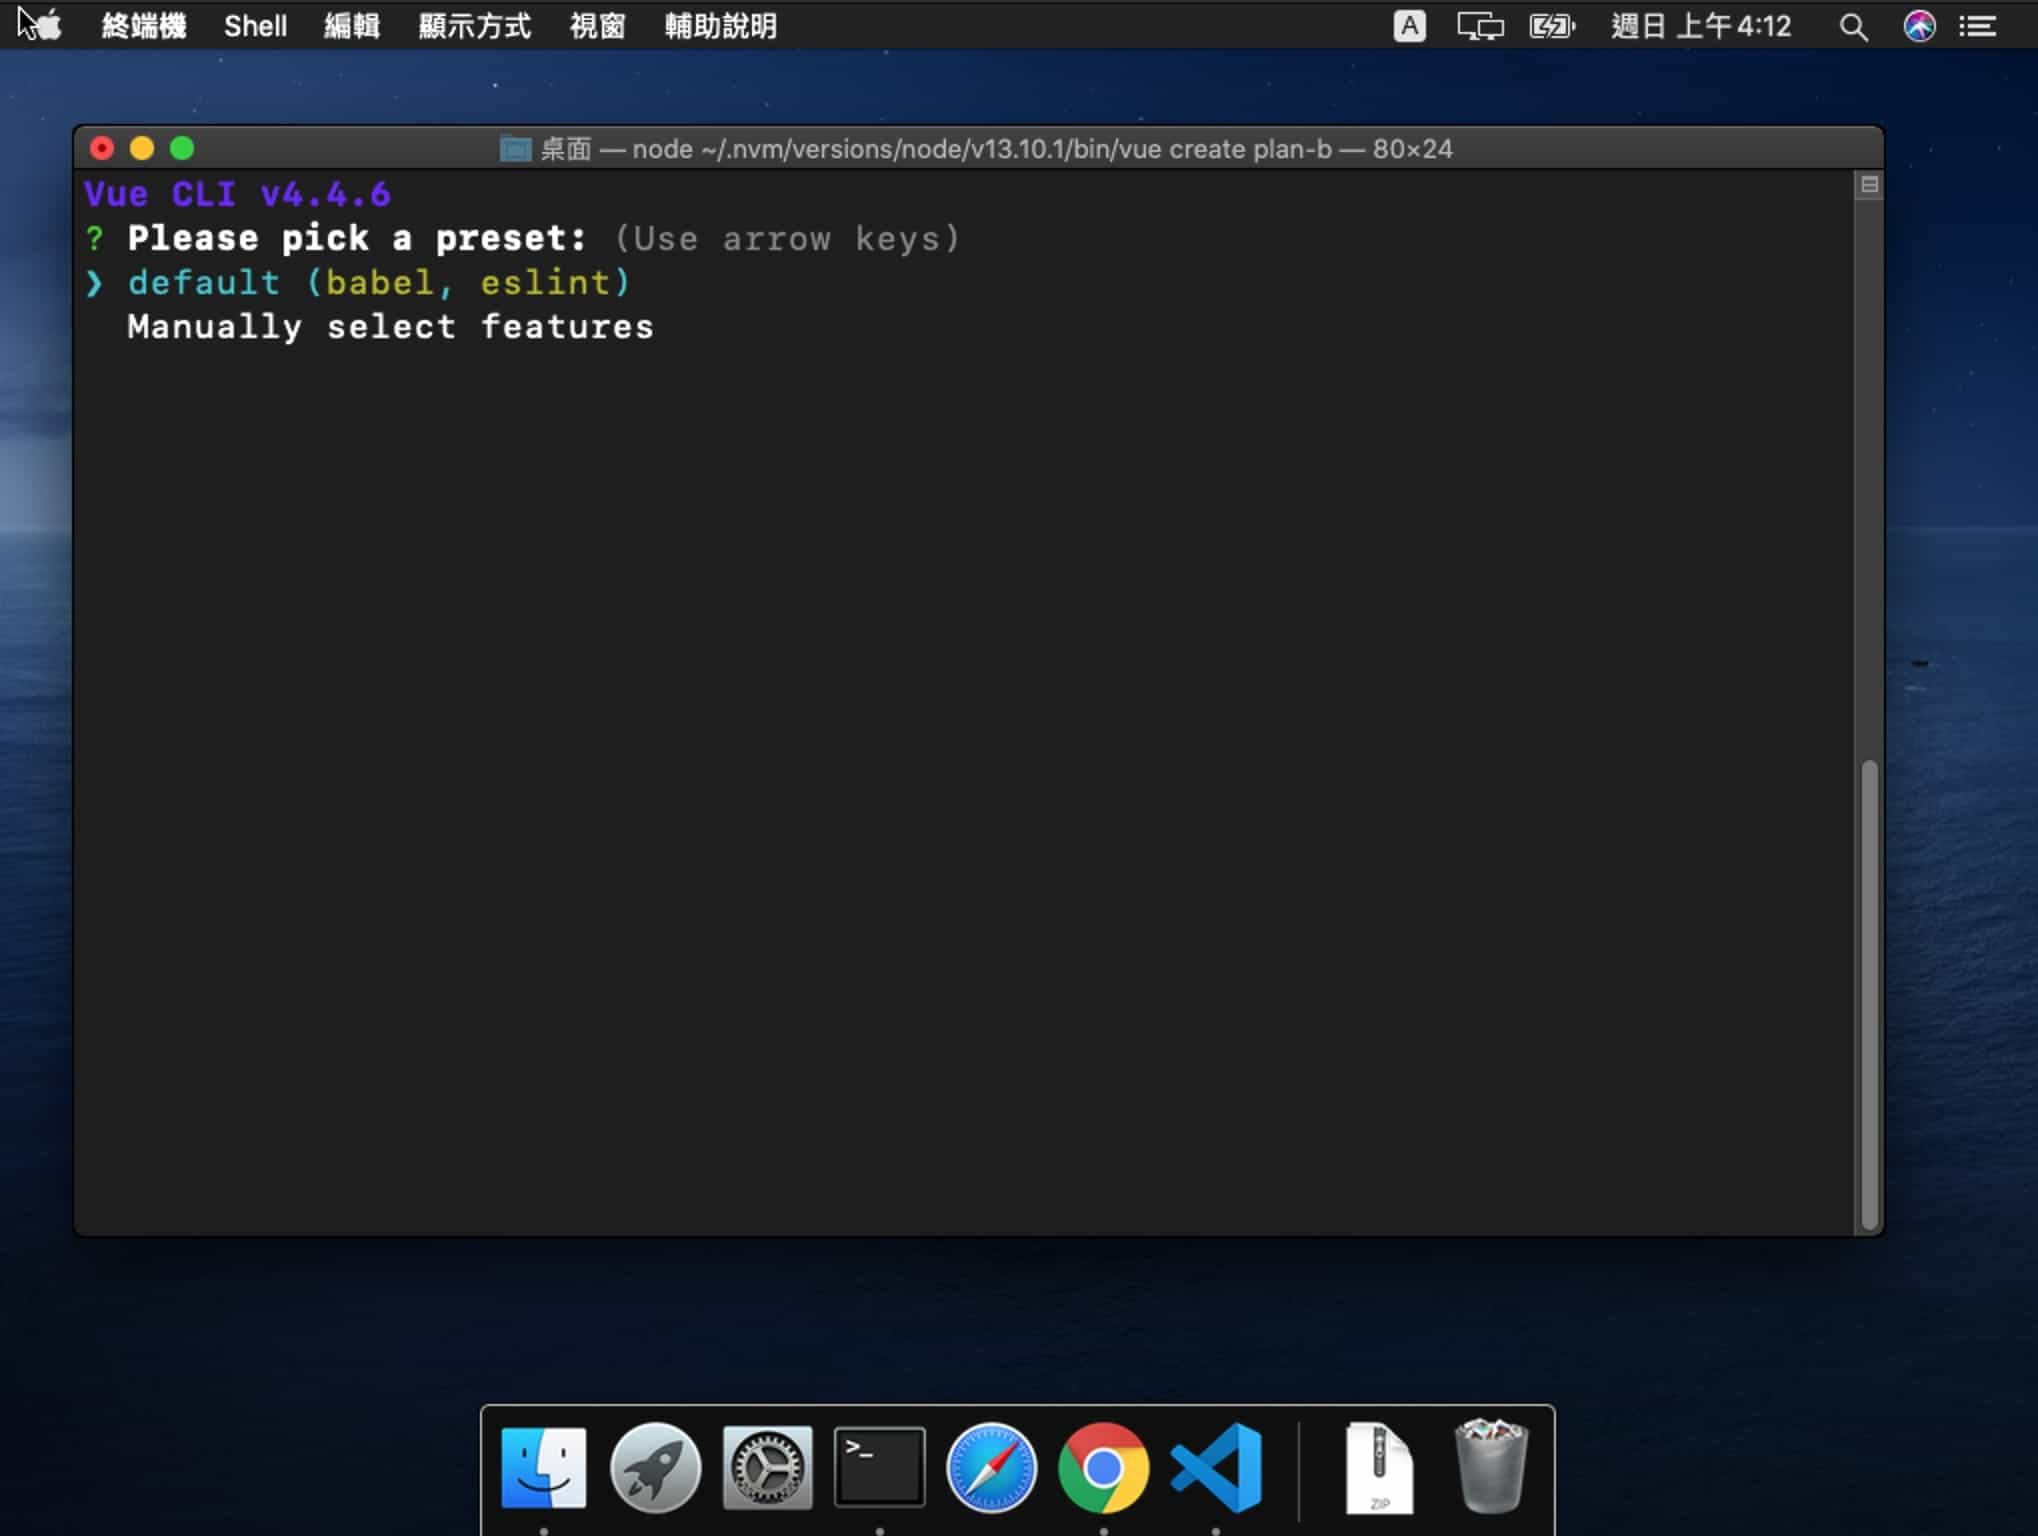 終端機 Shell 編輯 顯示方式 視窗 輔助說明 A 週日 上午4:12
桌面 — node ~/.nvm/versions/node/v13.10.1/bin/vue create plan-b — 80×24
Vue CLI v4.4.6
? Please pick a preset: (Use arrow keys)
❯ default (babel, eslint)
Manually select features
>_
ZIP